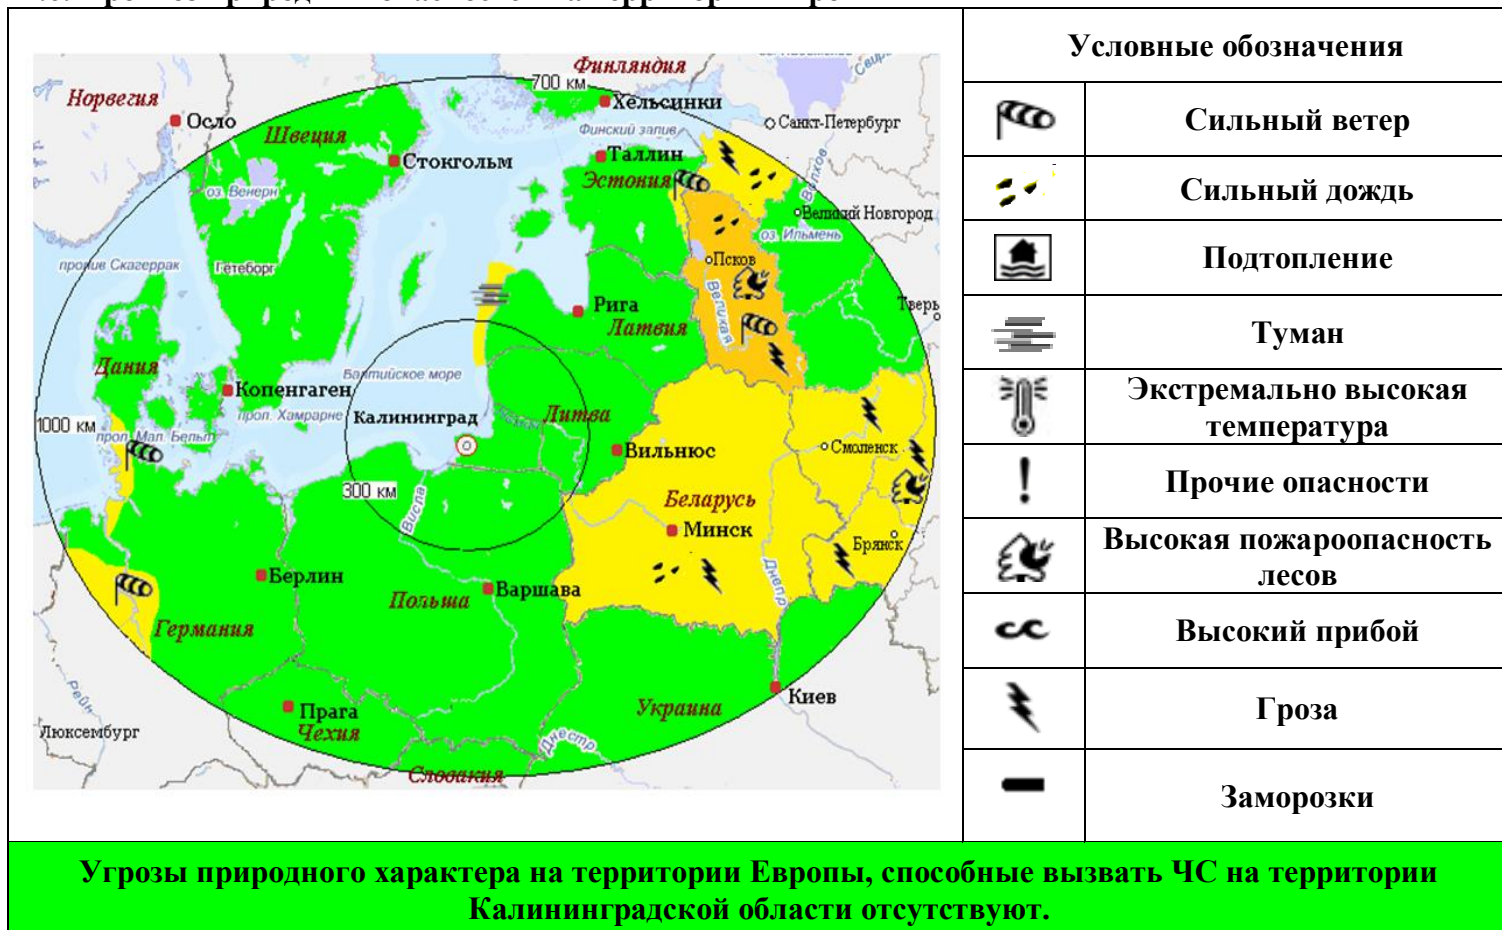 Условные обозначения
Сильный ветер
Сильный дождь
Подтопление
Туман
Экстремально высокая
температура
Прочие опасности
Высокая пожароопасность
лесов
Высокий прибой
Гроза
Заморозки
Финляндия
700 км
Хельсинки
Норвегия
Осло
Швеция
Финский залив
Санкт-Петербург
Стокгольм
Таллин
Эстония
Волхов
оз. Венерн
Великий Новгород
оз. Ильмень
Псков
пролив Скагеррак
Гётеборг
Великая
Тверь
Рига
Латвия
Дания
Балтийское море
Копенгаген
прол. Хамрарне
Калининград
Литва
1000 км
прол. Мал. Бельт
Вильнюс
Смоленск
300 км
Висла
Беларусь
Минск
Брянск
Днепр
Берлин
Польша
Варшава
Германия
Рейн
Прага
Чехия
Украина
Киев
Люксембург
Днестр
Словакия
Угрозы природного характера на территории Европы, способные вызвать ЧС на территории
Калининградской области отсутствуют.